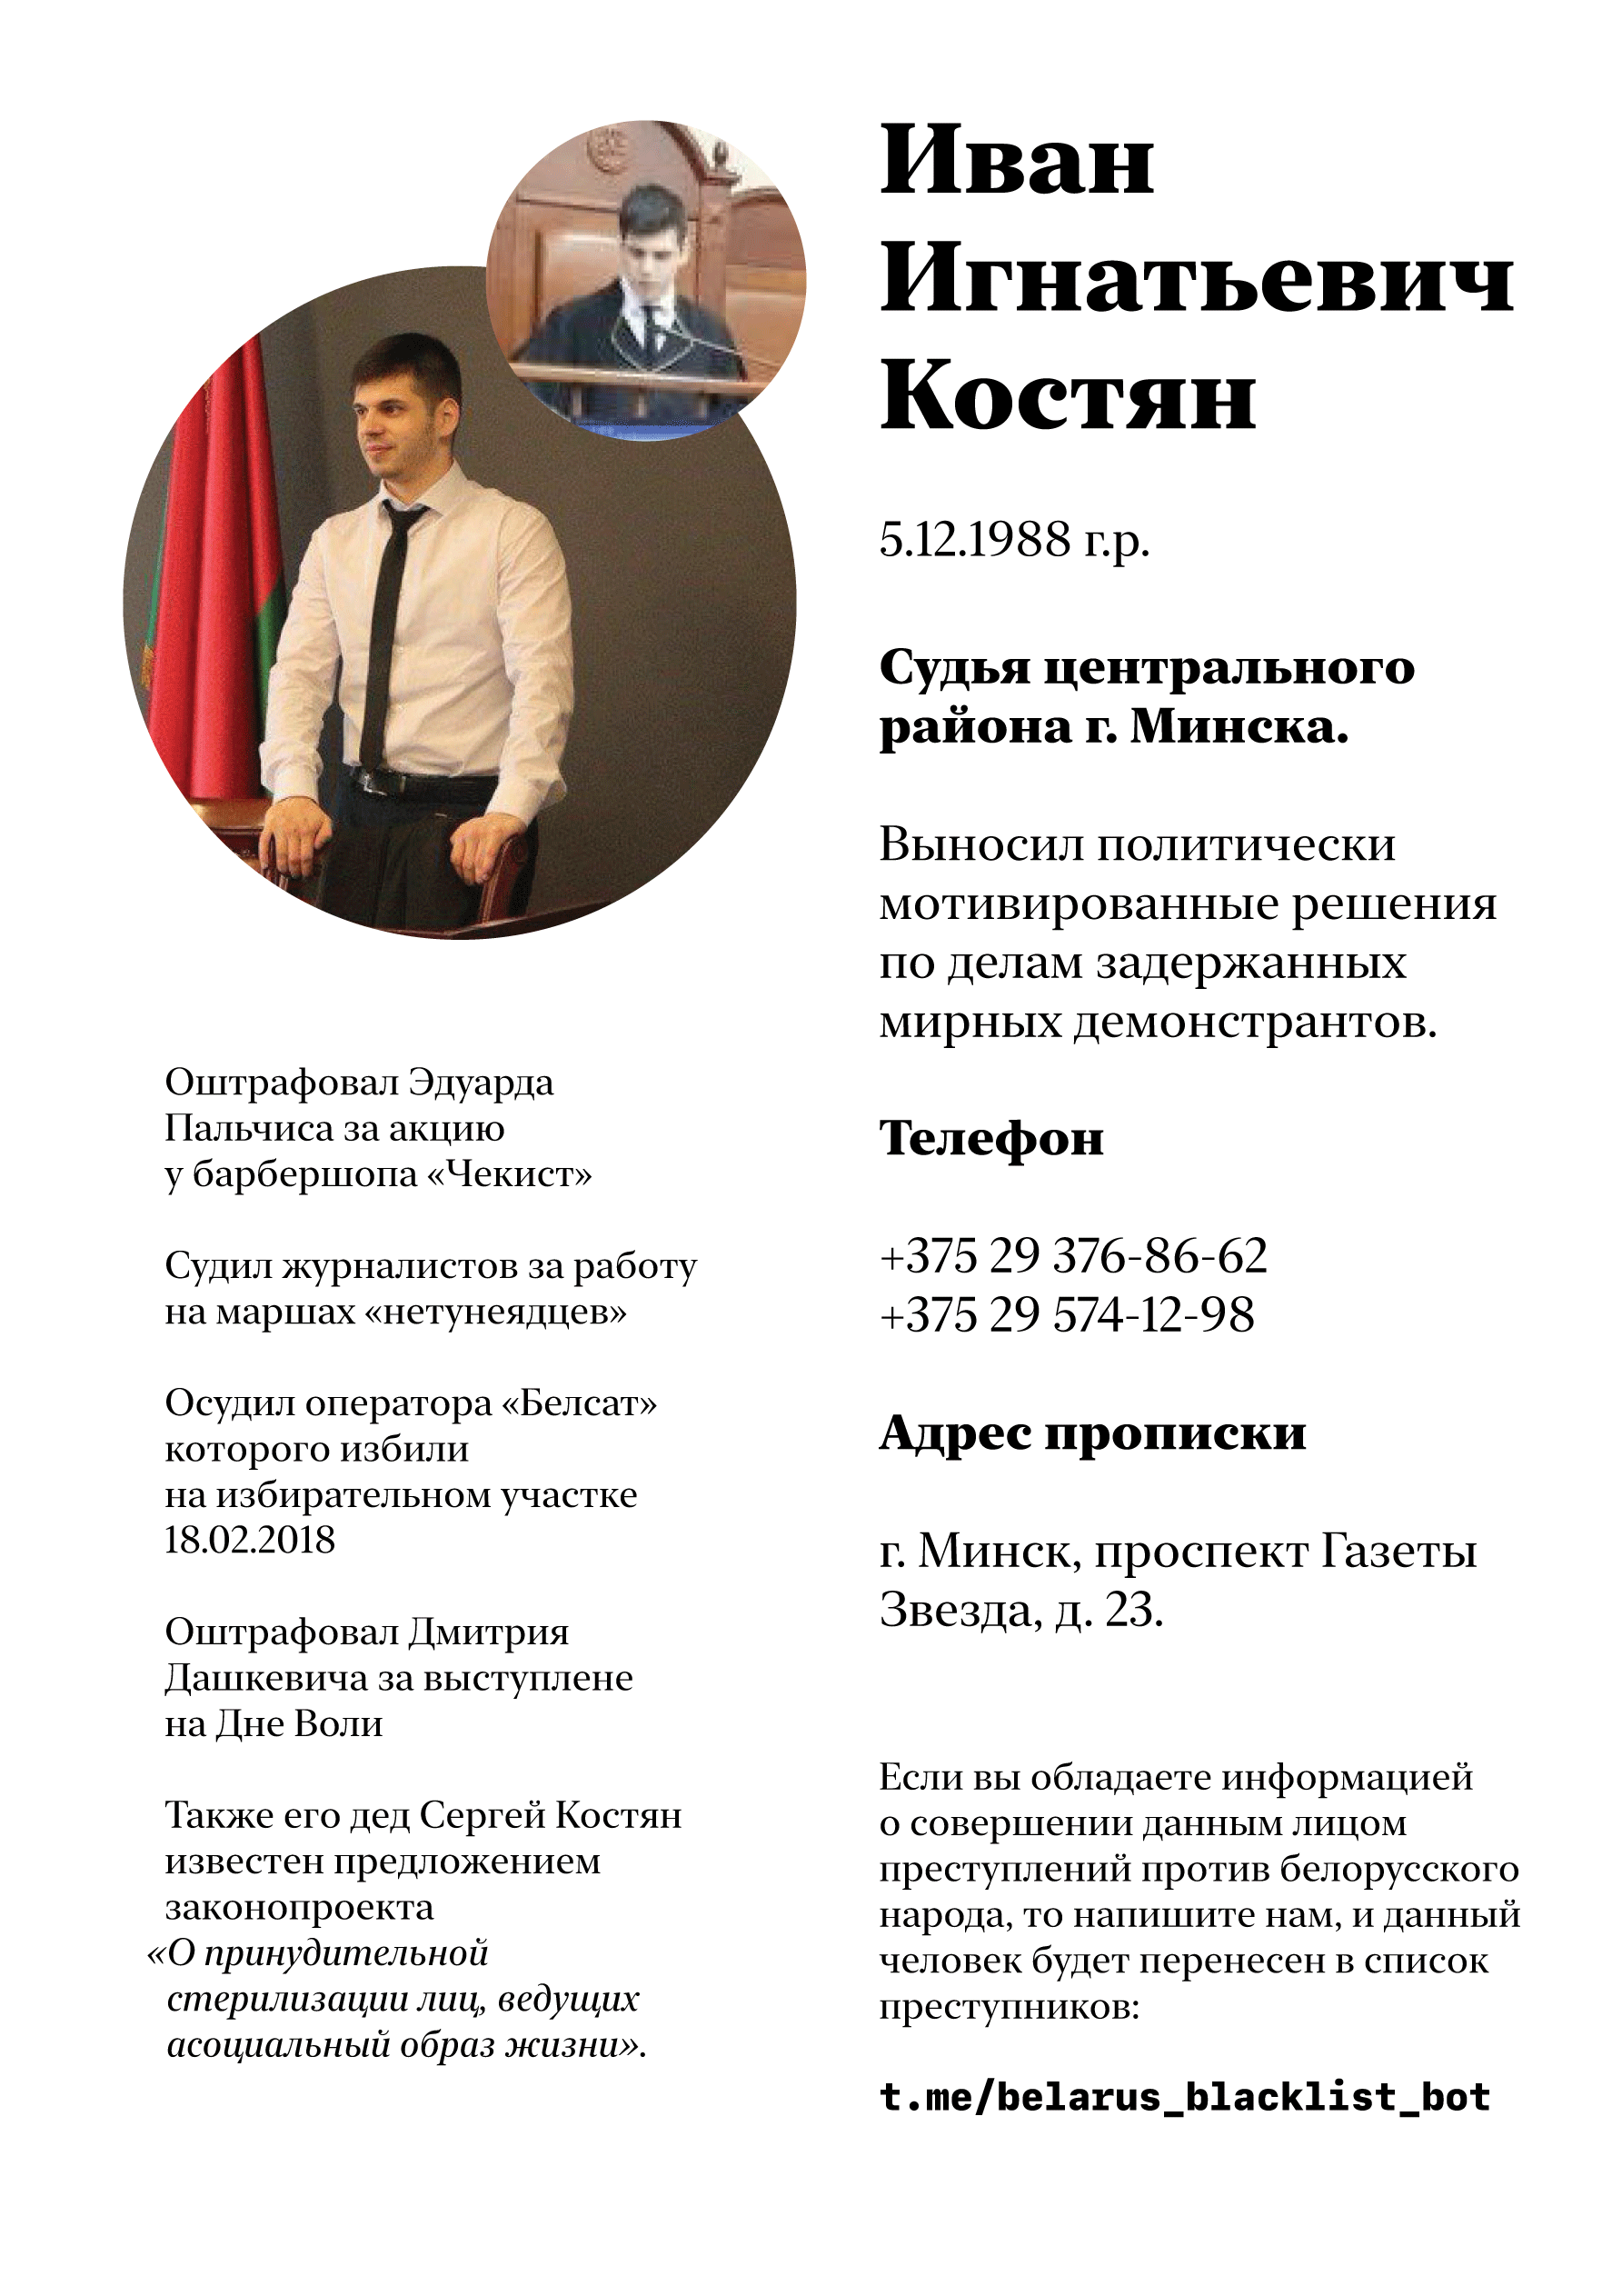 Иван
Игнатьевич
Костян
5.12.1988 г.р.
Судья центрального
района г. Минска.
Выносил политически
мотивированные решения
по делам задержанных
мирных демонстрантов.
Телефон
+375 29 376-86-62
+375 29 574-12-98
Адрес прописки
г. Минск, проспект Газеты
Звезда, д. 23.
Если вы обладаете информацией
о совершении данным лицом
преступлений против белорусского
народа, то напишите нам, и данный
человек будет перенесен в список
преступников:
t.me/belarus_blacklist_bot
Оштрафовал Эдуарда
Пальчиса за акцию
у барбершопа «Чекист»
Судил журналистов за работу
на маршах «нетунеядцев»
Осудил оператора «Белсат»
которого избили
на избирательном участке
18.02.2018
Оштрафовал Дмитрия
Дашкевича за выступлене
на Дне Воли
Также его дед Сергей Костян
известен предложением
законопроекта
«О принудительной
стерилизации лиц, ведущих
асоциальный образ жизни».